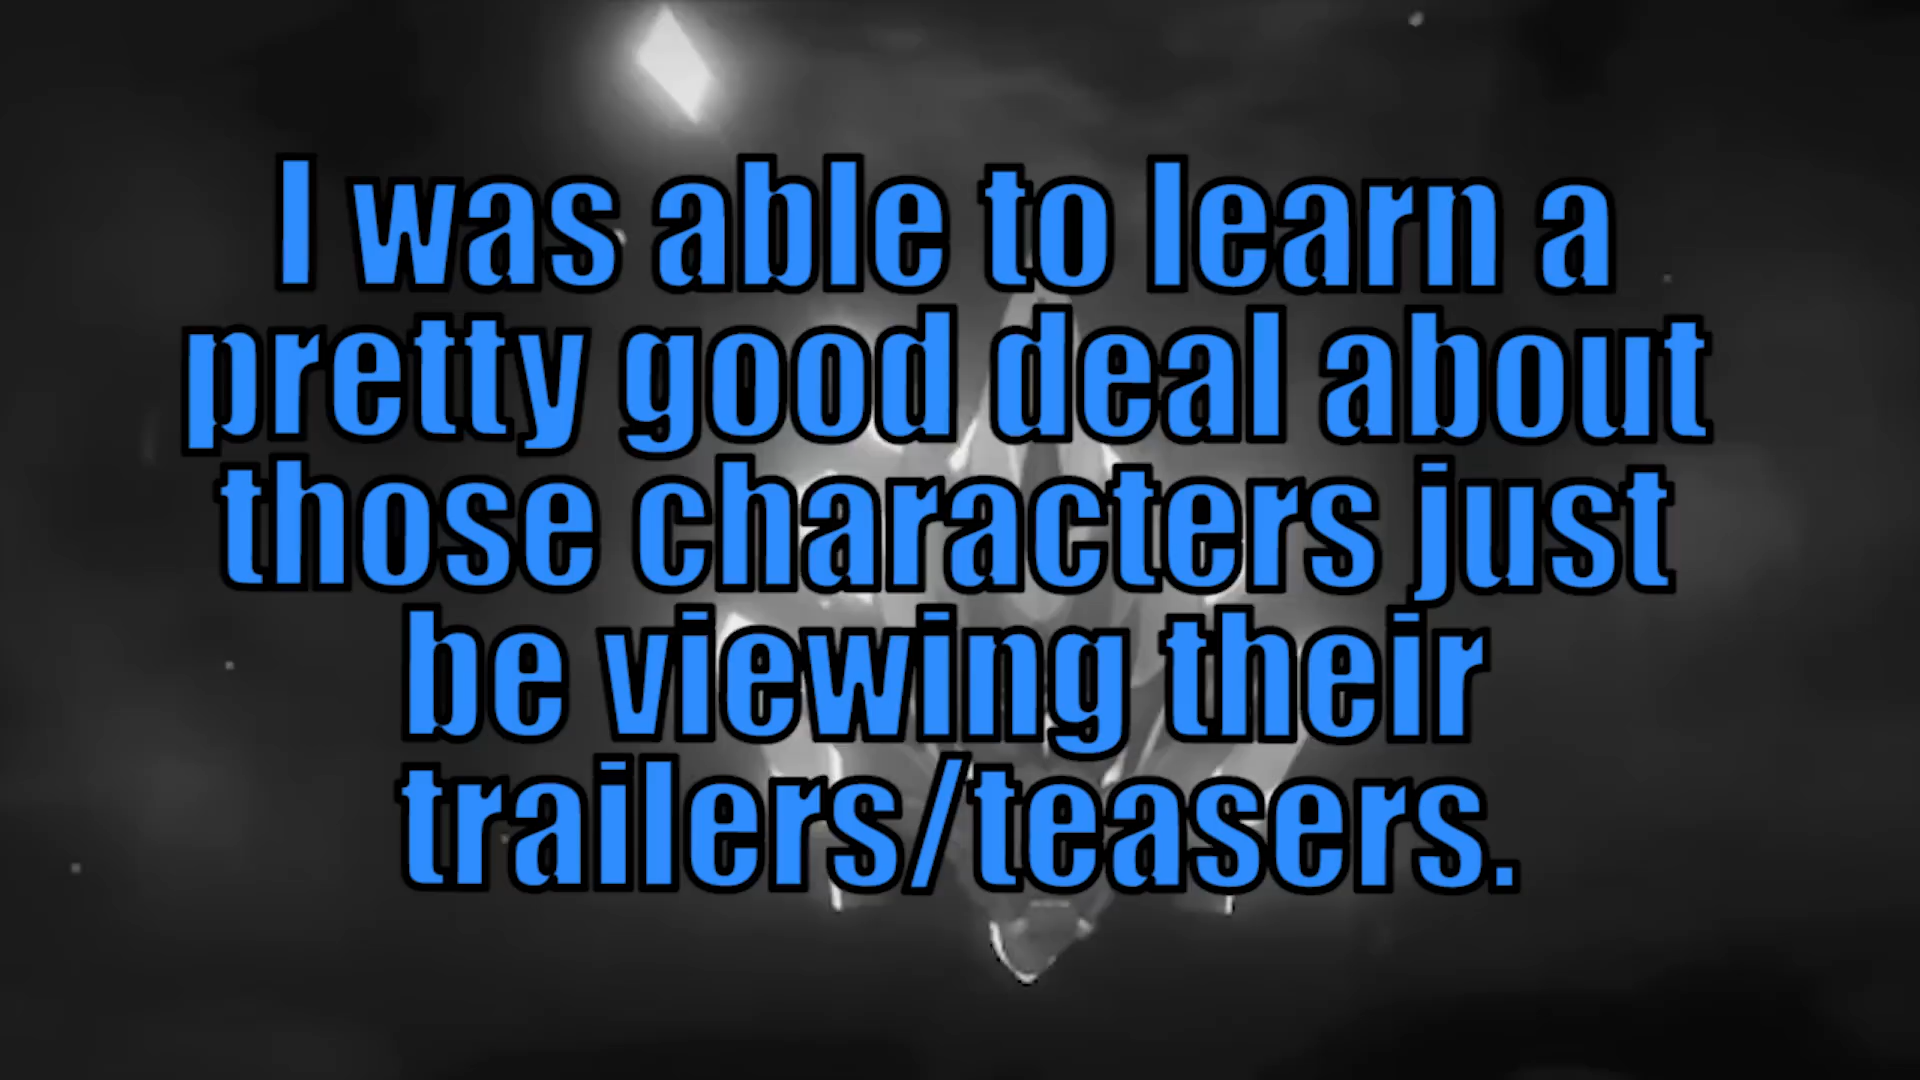 I was able to learn a
pretty good deal about
those characters just
be viewing their
trailers/teasers.